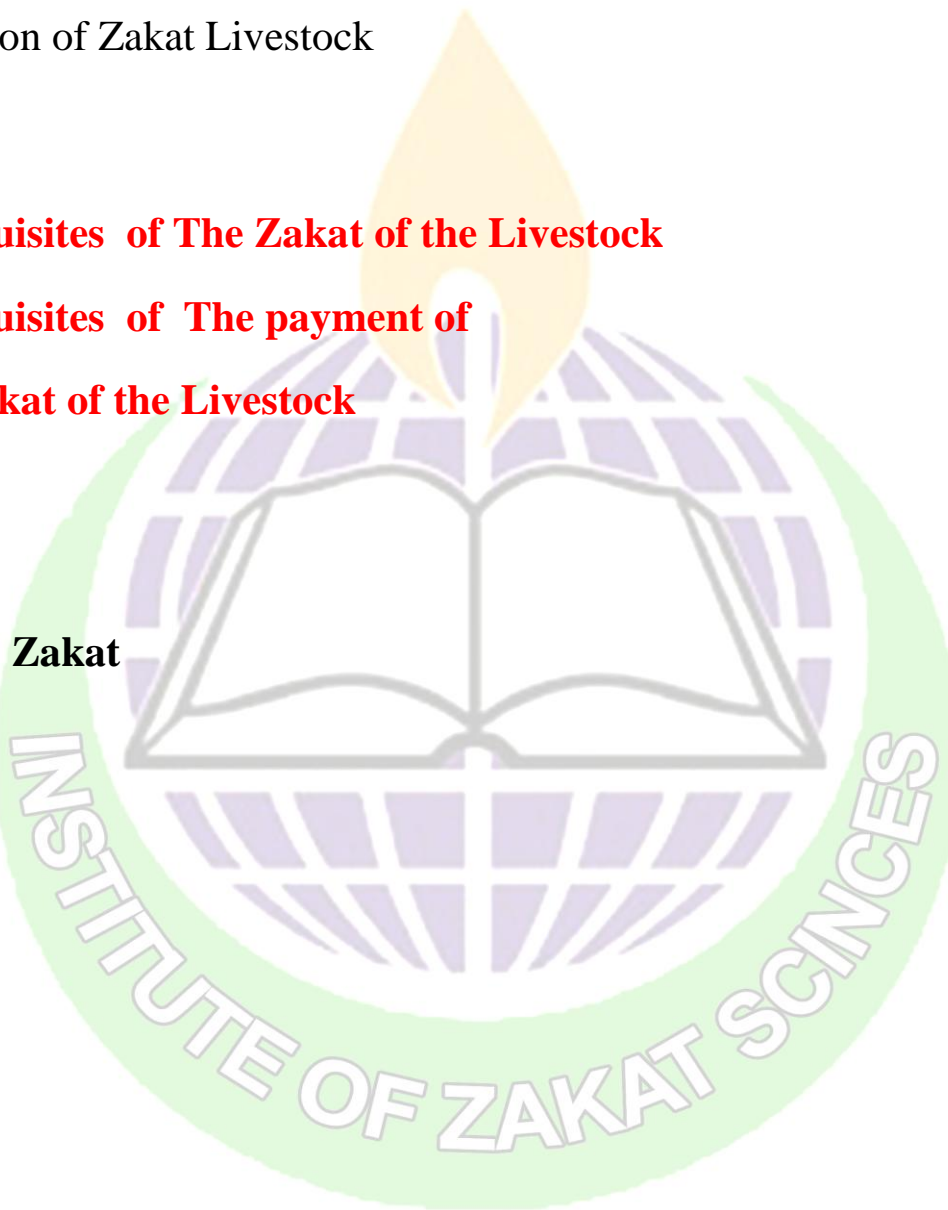 on of Zakat Livestock
uisites of The Zakat of the Livestock
uisites of The payment of
kat of the Livestock
Zakat
INSTITUTE OF ZAKAT SCINCES